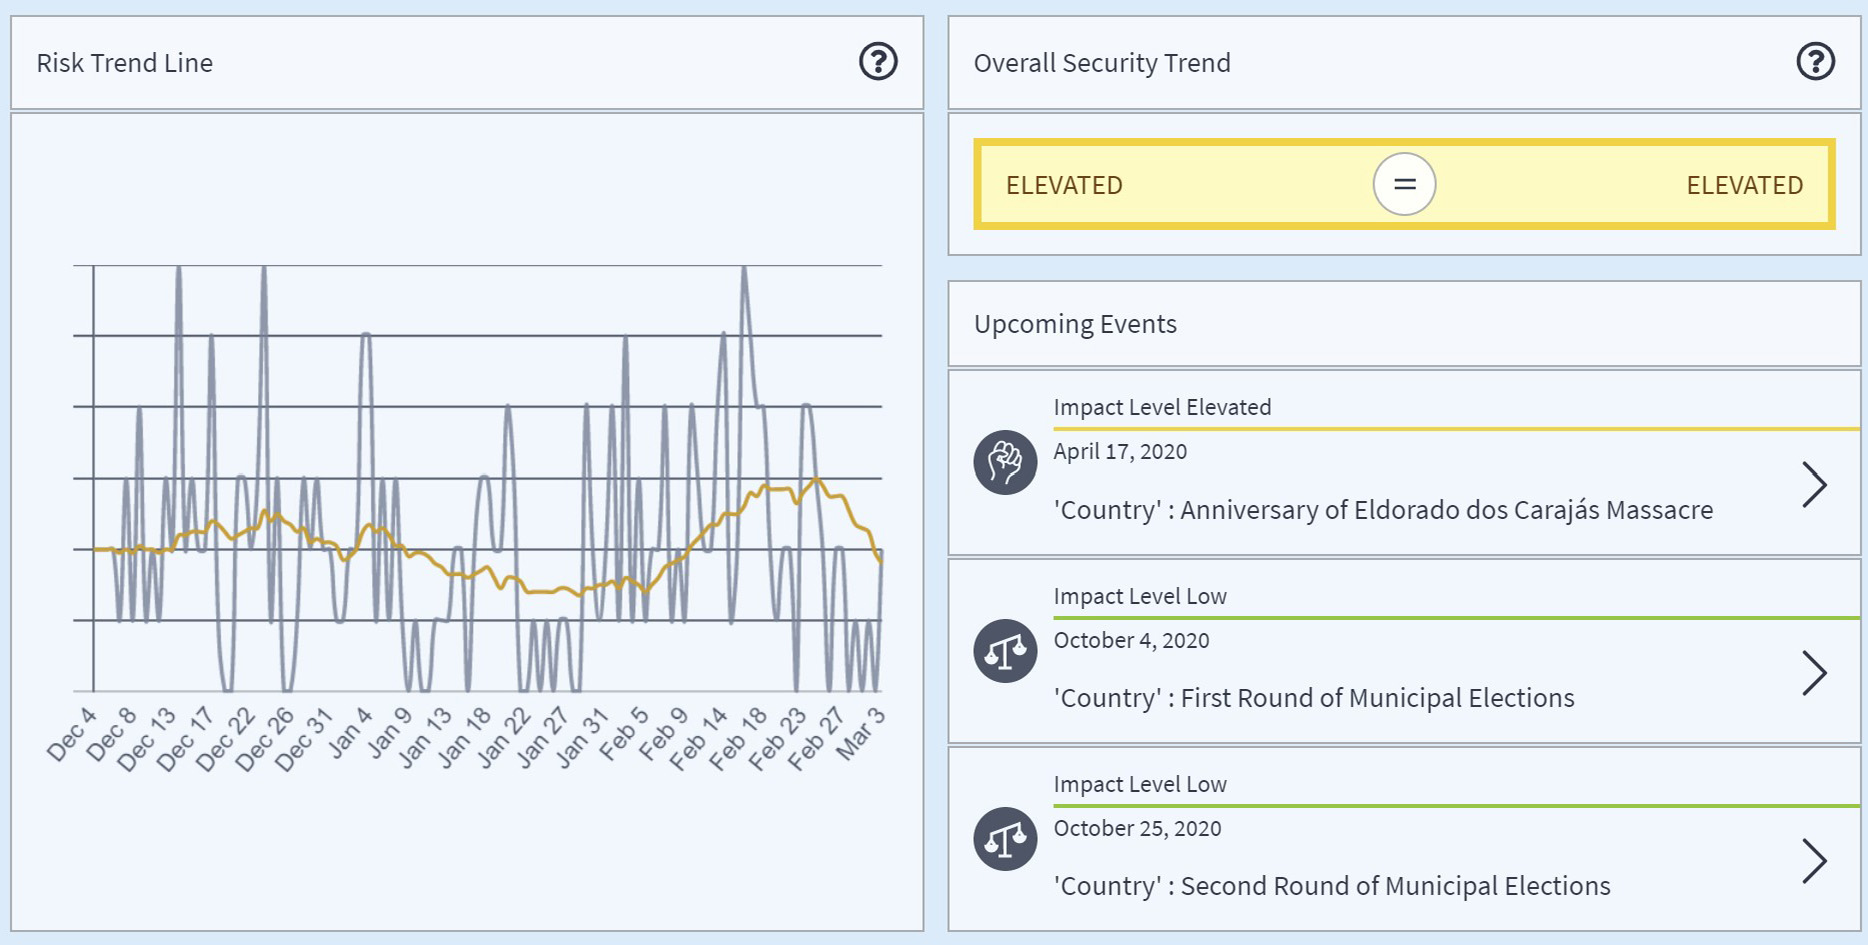 Risk Trend Line
?
Dec 4
Dec 8
Dec 13
Dec 17
Dec 22
Dec 26
Dec 31
Jan 4
Jan 9
Jan 13
Jan 18
Jan 22
Jan 27
Jan 31
Feb 5
Feb 9
Feb 14
Feb 18
Feb 23
Feb 27
Mar 3
Overall Security Trend
?
ELEVATED = ELEVATED
Upcoming Events
Impact Level Elevated
April 17, 2020
'Country' : Anniversary of Eldorado dos Carajás Massacre
Impact Level Low
October 4, 2020
'Country' : First Round of Municipal Elections
Impact Level Low
October 25, 2020
'Country' : Second Round of Municipal Elections